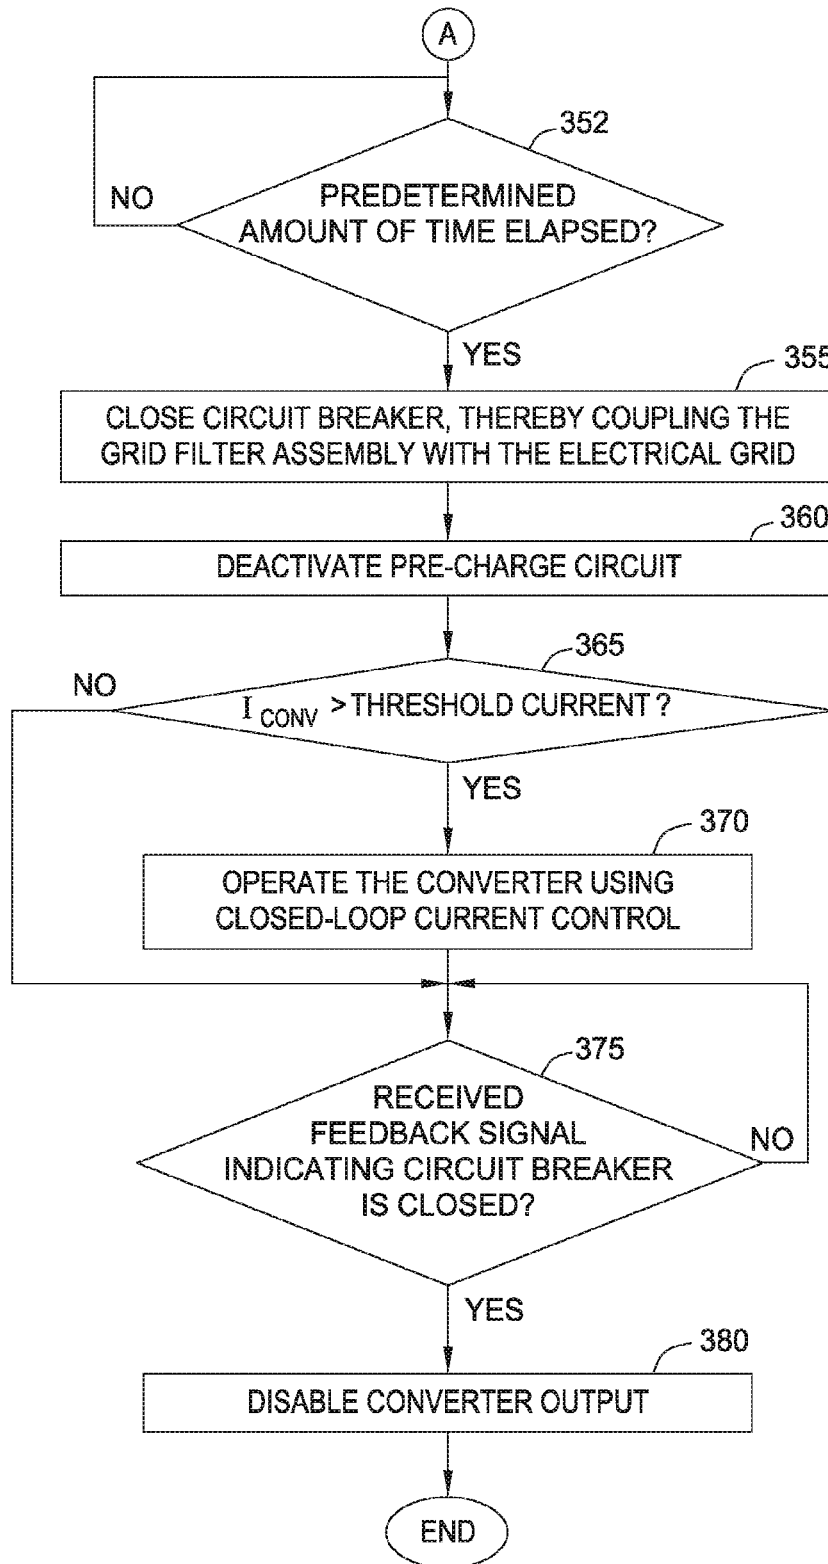 A
352
PREDETERMINED
AMOUNT OF TIME ELAPSED?
NO
YES
355
CLOSE CIRCUIT BREAKER, THEREBY COUPLING THE
GRID FILTER ASSEMBLY WITH THE ELECTRICAL GRID
360
DEACTIVATE PRE-CHARGE CIRCUIT
365
NO
I CONV > THRESHOLD CURRENT ?
YES
370
OPERATE THE CONVERTER USING
CLOSED-LOOP CURRENT CONTROL
375
RECEIVED
FEEDBACK SIGNAL
INDICATING CIRCUIT BREAKER
IS CLOSED?
NO
YES
380
DISABLE CONVERTER OUTPUT
END